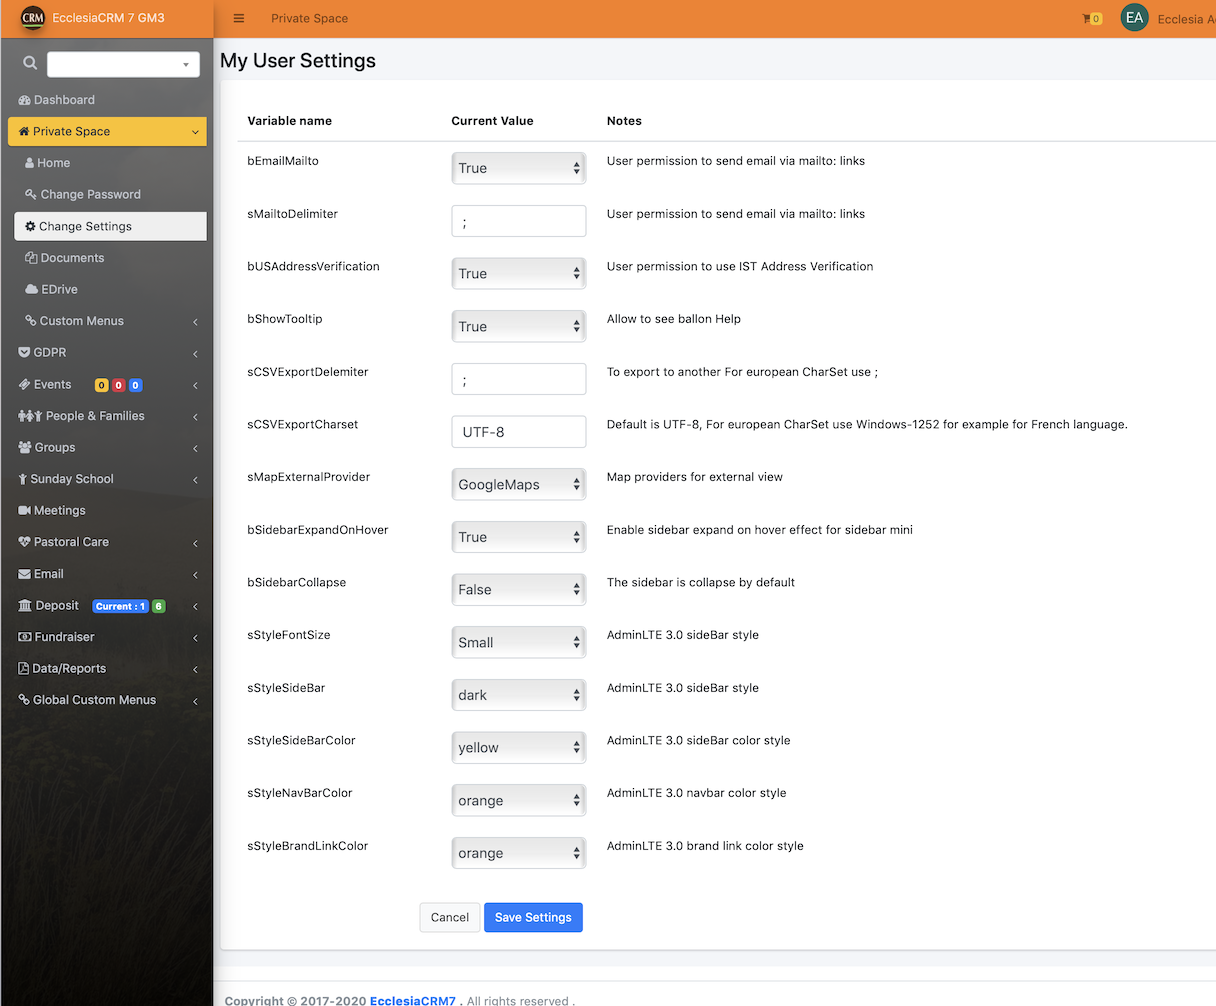 CRM EcclesiaCRM 7 GM3
Private Space
0
EA Ecclesia A
My User Settings
Dashboard
Private Space
Home
Change Password
Change Settings
Documents
EDrive
Custom Menus
GDPR
Events 0 0 0
People & Families
Groups
Sunday School
Meetings
Pastoral Care
Email
Deposit Current : 1 6
Fundraiser
Data/Reports
Global Custom Menus
Variable name Current Value Notes
bEmailMailto True User permission to send email via mailto: links
sMailtoDelimiter ; User permission to send email via mailto: links
bUSAddressVerification True User permission to use IST Address Verification
bShowTooltip True Allow to see ballon Help
sCSVExportDelemiter ; To export to another For european CharSet use ;
sCSVExportCharset UTF-8 Default is UTF-8, For european CharSet use Windows-1252 for example for French language.
sMapExternalProvider GoogleMaps Map providers for external view
bSidebarExpandOnHover True Enable sidebar expand on hover effect for sidebar mini
bSidebarCollapse False The sidebar is collapse by default
sStyleFontSize Small AdminLTE 3.0 sideBar style
sStyleSideBar dark AdminLTE 3.0 sideBar style
sStyleSideBarColor yellow AdminLTE 3.0 sideBar color style
sStyleNavBarColor orange AdminLTE 3.0 navbar color style
sStyleBrandLinkColor orange AdminLTE 3.0 brand link color style
Cancel Save Settings
Copyright © 2017-2020 EcclesiaCRM7 . All rights reserved .